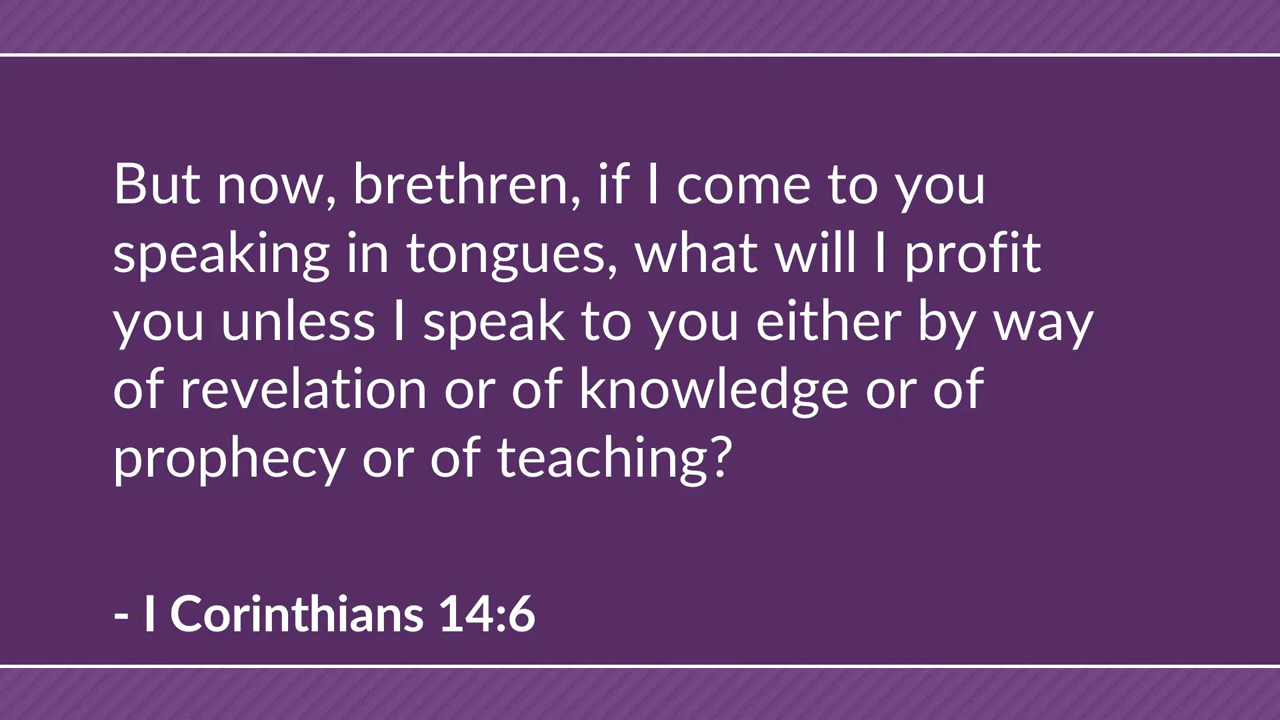 But now, brethren, if I come to you
speaking in tongues, what will I profit
you unless I speak to you either by way
of revelation or of knowledge or of
prophecy or of teaching?
- I Corinthians 14:6